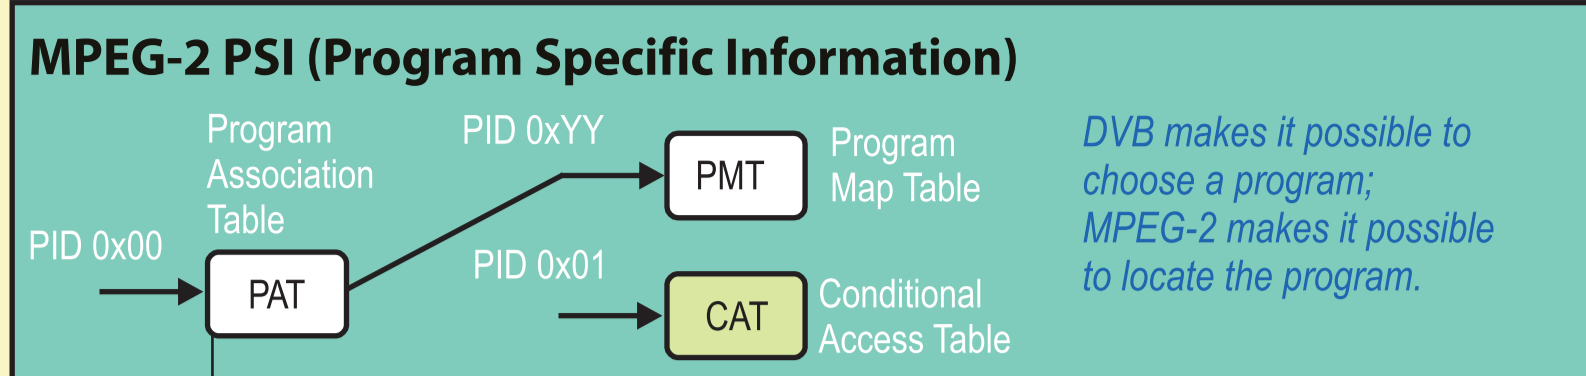 MPEG-2 PSI (Program Specific Information)
Program
Association
Table
PID 0x00
PAT
PID 0xYY
PMT
Program
Map Table
PID 0x01
CAT
Conditional
Access Table
DVB makes it possible to
choose a program;
MPEG-2 makes it possible
to locate the program.